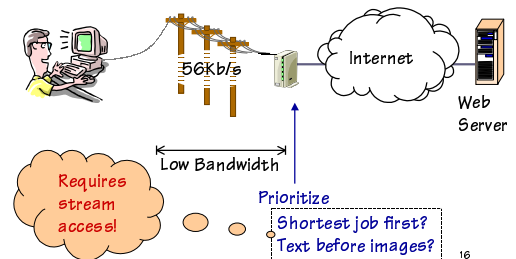 56Kb/s
Internet
Web
Server
Low Bandwidth
Requires
stream
access!
Prioritize
Shortest job first?
Text before images?
16